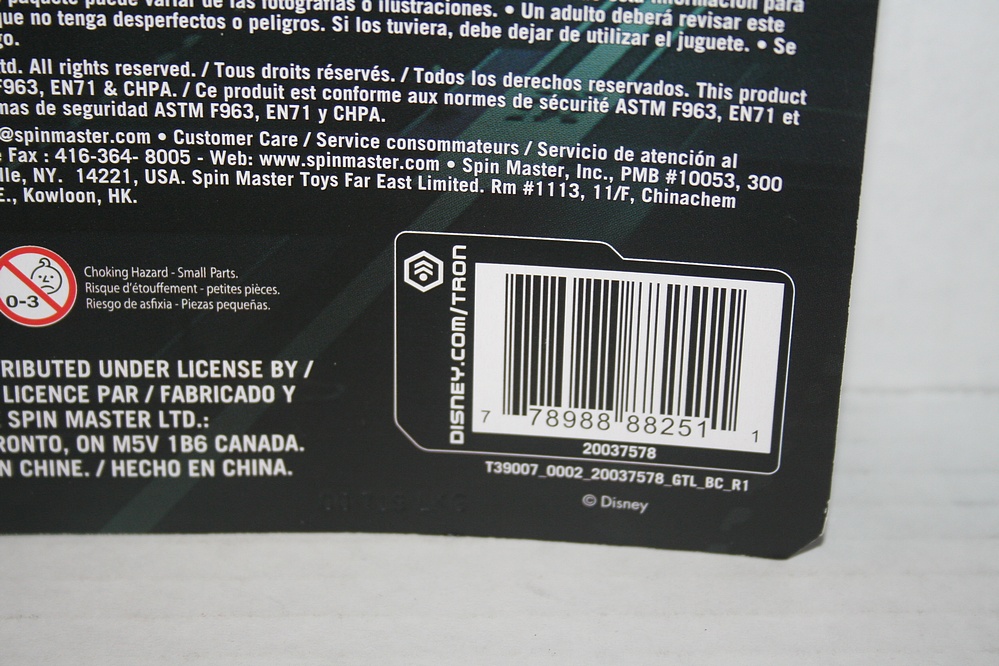 paquete puede variar de las fotografías o ilustraciones. • Un adulto deberá revisar este
que no tenga desperfectos o peligros. Si los tuviera, debe dejar de utilizar el juguete. • Se
go.
td. All rights reserved. / Tous droits réservés. / Todos los derechos reservados. This product
F963, EN71 & CHPA. / Ce produit est conforme aux normes de sécurité ASTM F963, EN71 et
mas de seguridad ASTM F963, EN71 y CHPA.
@spinmaster.com • Customer Care / Service consommateurs / Servicio de atención al
Fax : 416-364- 8005 - Web: www.spinmaster.com • Spin Master, Inc., PMB #10053, 300
lle, NY. 14221, USA. Spin Master Toys Far East Limited. Rm #1113, 11/F, Chinachem
E., Kowloon, HK.
0-3
Choking Hazard - Small Parts.
Risque d'étouffement - petites pièces.
Riesgo de asfixia - Piezas pequeñas.
RIBUTED UNDER LICENSE BY /
LICENCE PAR / FABRICADO Y
SPIN MASTER LTD.:
RONTO, ON M5V 1B6 CANADA.
N CHINE. / HECHO EN CHINA.
DISNEY.COM/TRON
7 78988 88251 1
20037578
T39007_0002_20037578_GTL_BC_R1
© Disney